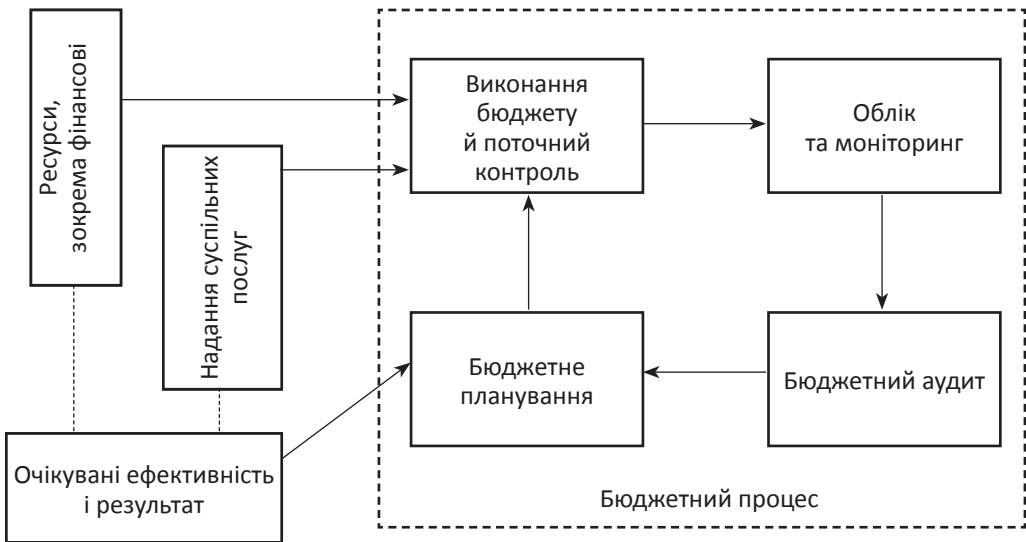 Ресурси,
зокрема фінансові
Надання суспільних
послуг
Очікувані ефективність
і результат
Виконання
бюджету
й поточний
контроль
Облік
та моніторинг
Бюджетне
планування
Бюджетний аудит
Бюджетний процес